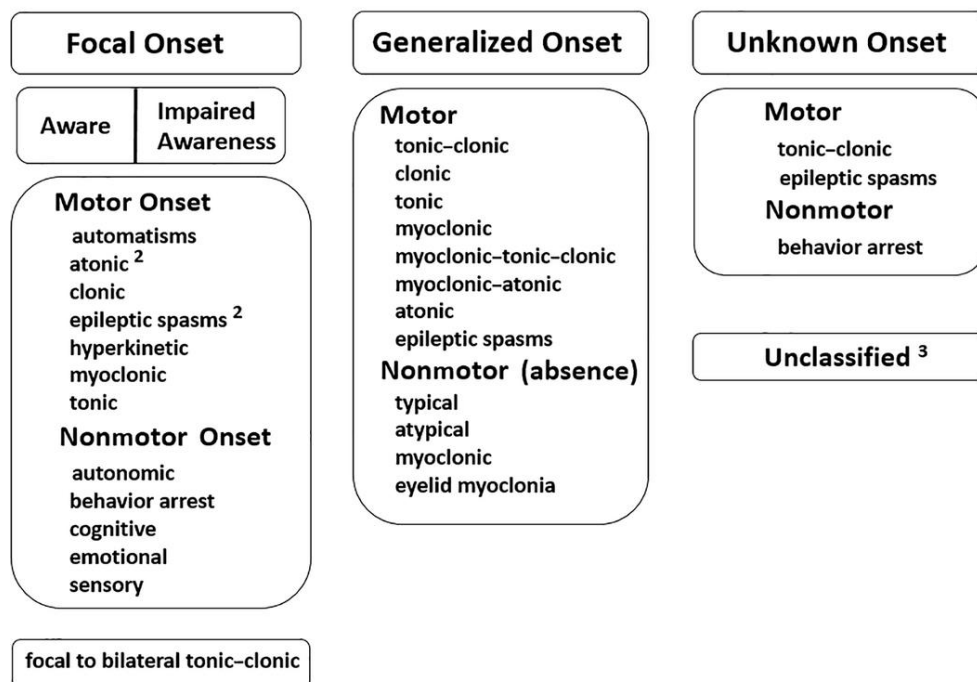 Focal Onset
Aware
Impaired
Awareness
Motor Onset
automatisms
atonic ²
clonic
epileptic spasms ²
hyperkinetic
myoclonic
tonic
Nonmotor Onset
autonomic
behavior arrest
cognitive
emotional
sensory
focal to bilateral tonic–clonic
Generalized Onset
Motor
tonic–clonic
clonic
tonic
myoclonic
myoclonic–tonic–clonic
myoclonic–atonic
atonic
epileptic spasms
Nonmotor (absence)
typical
atypical
myoclonic
eyelid myoclonia
Unknown Onset
Motor
tonic–clonic
epileptic spasms
Nonmotor
behavior arrest
Unclassified ³